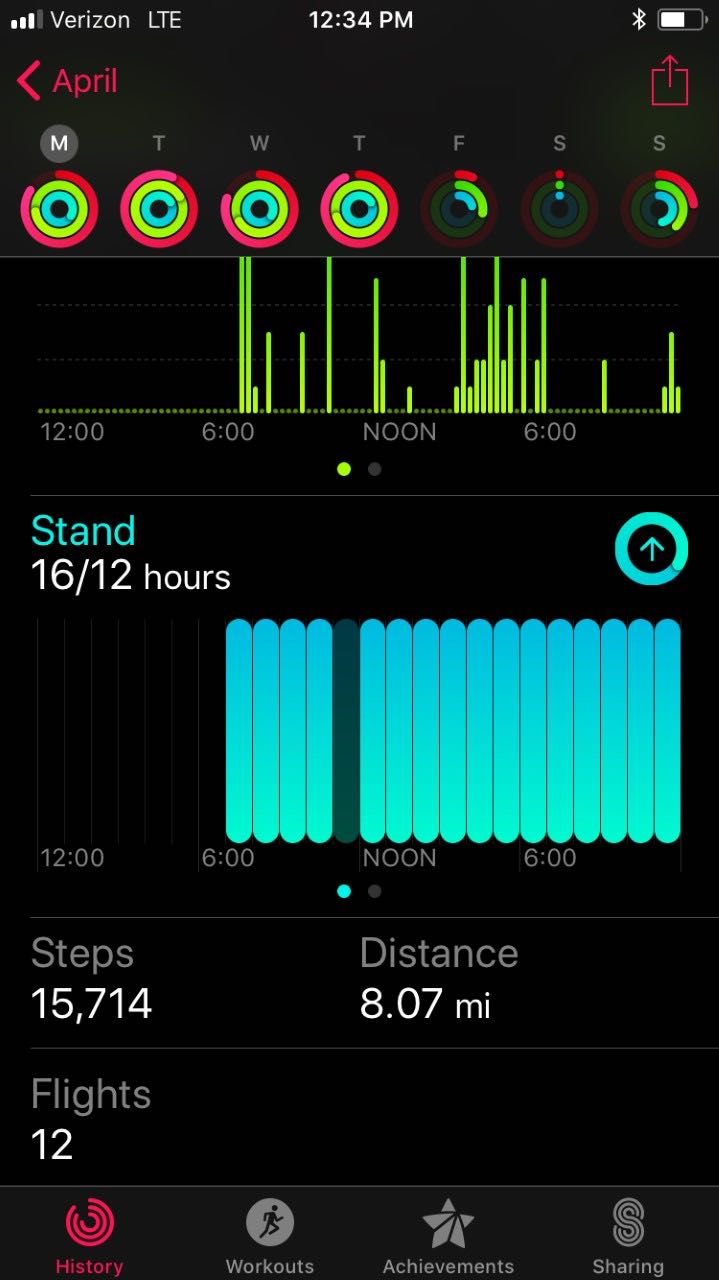 Verizon LTE 12:34 PM
April
M T W T F S S
12:00 6:00 NOON 6:00
Stand
16/12 hours
12:00 6:00 NOON 6:00
Steps Distance
15,714 8.07 mi
Flights
12
History Workouts Achievements Sharing